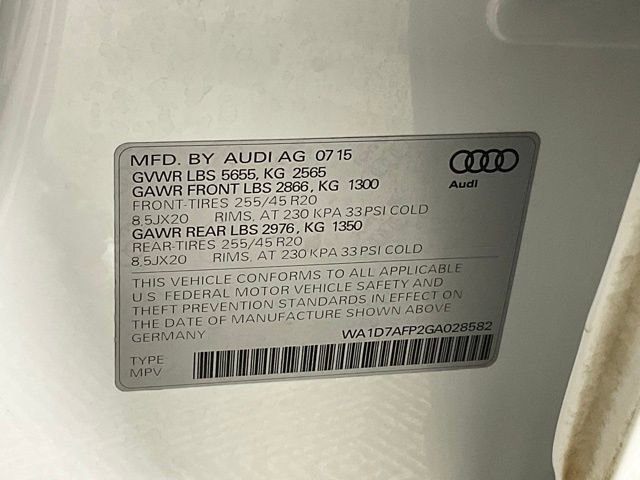 MFD. BY AUDI AG 07 15
GVWR LBS 5655, KG 2565
GAWR FRONT LBS 2866, KG 1300
FRONT-TIRES 255/45 R20
8,5JX20 RIMS, AT 230 KPA 33 PSI COLD
GAWR REAR LBS 2976, KG 1350
REAR-TIRES 255/45 R20
8,5JX20 RIMS, AT 230 KPA 33 PSI COLD
Audi
THIS VEHICLE CONFORMS TO ALL APPLICABLE
U S FEDERAL MOTOR VEHICLE SAFETY AND
THEFT PREVENTION STANDARDS IN EFFECT ON
THE DATE OF MANUFACTURE SHOWN ABOVE
GERMANY WA1D7AFP2GA028582
TYPE
MPV